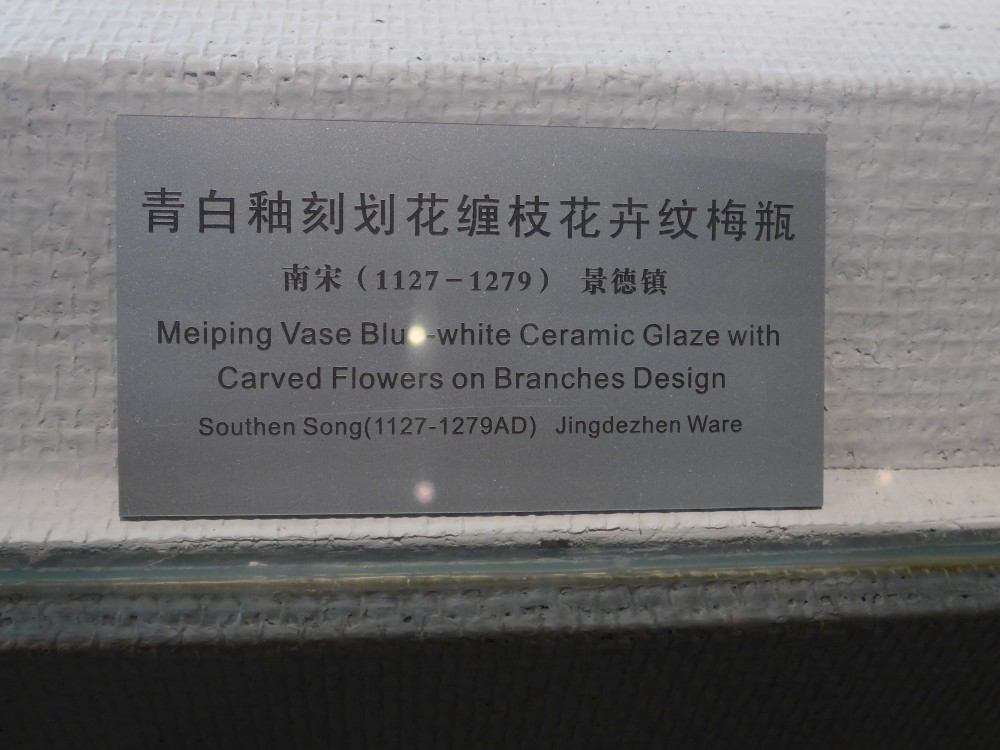 青白釉刻划花缠枝花卉纹梅瓶
南宋（1127－1279） 景德镇
Meiping Vase Blue-white Ceramic Glaze with
Carved Flowers on Branches Design
Southen Song(1127-1279AD) Jingdezhen Ware